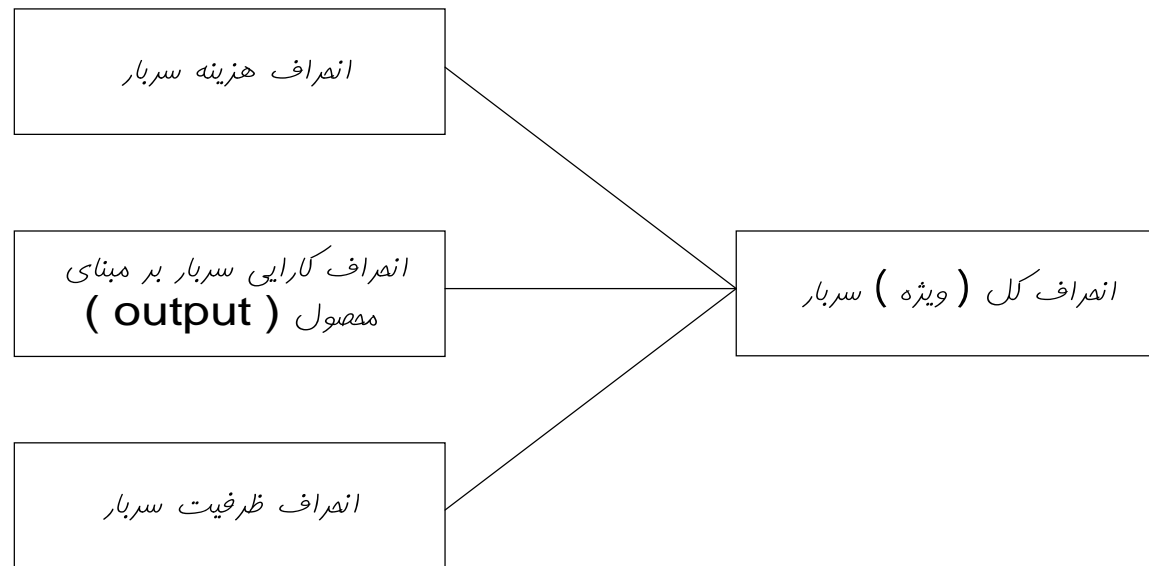 انحراف هزینه سربار
انحراف کارایی سربار بر مبنای
محصول ( output )
انحراف کل ( ویژه ) سربار
انحراف ظرفیت سربار